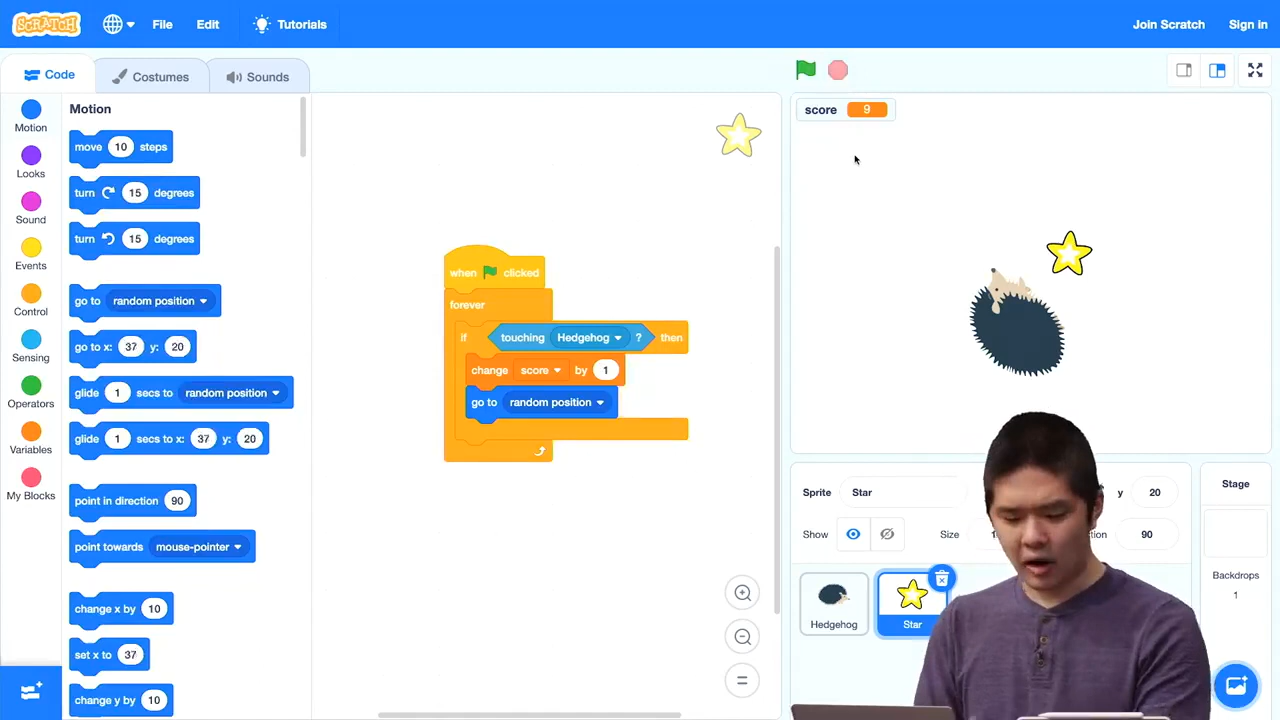 SCRATCH
File
Edit
Tutorials
Join Scratch
Sign in
Code
Costumes
Sounds
Motion
Looks
Sound
Events
Control
Sensing
Operators
Variables
My Blocks
Motion
move 10 steps
turn 15 degrees
turn 15 degrees
go to random position
go to x: 37 y: 20
glide 1 secs to random position
glide 1 secs to x: 37 y: 20
point in direction 90
point towards mouse-pointer
change x by 10
set x to 37
change y by 10
when clicked
forever
if touching Hedgehog ? then
change score by 1
go to random position
score 9
Sprite Star y 20
Show Size 90
Hedgehog
Star
Stage
Backdrops
1